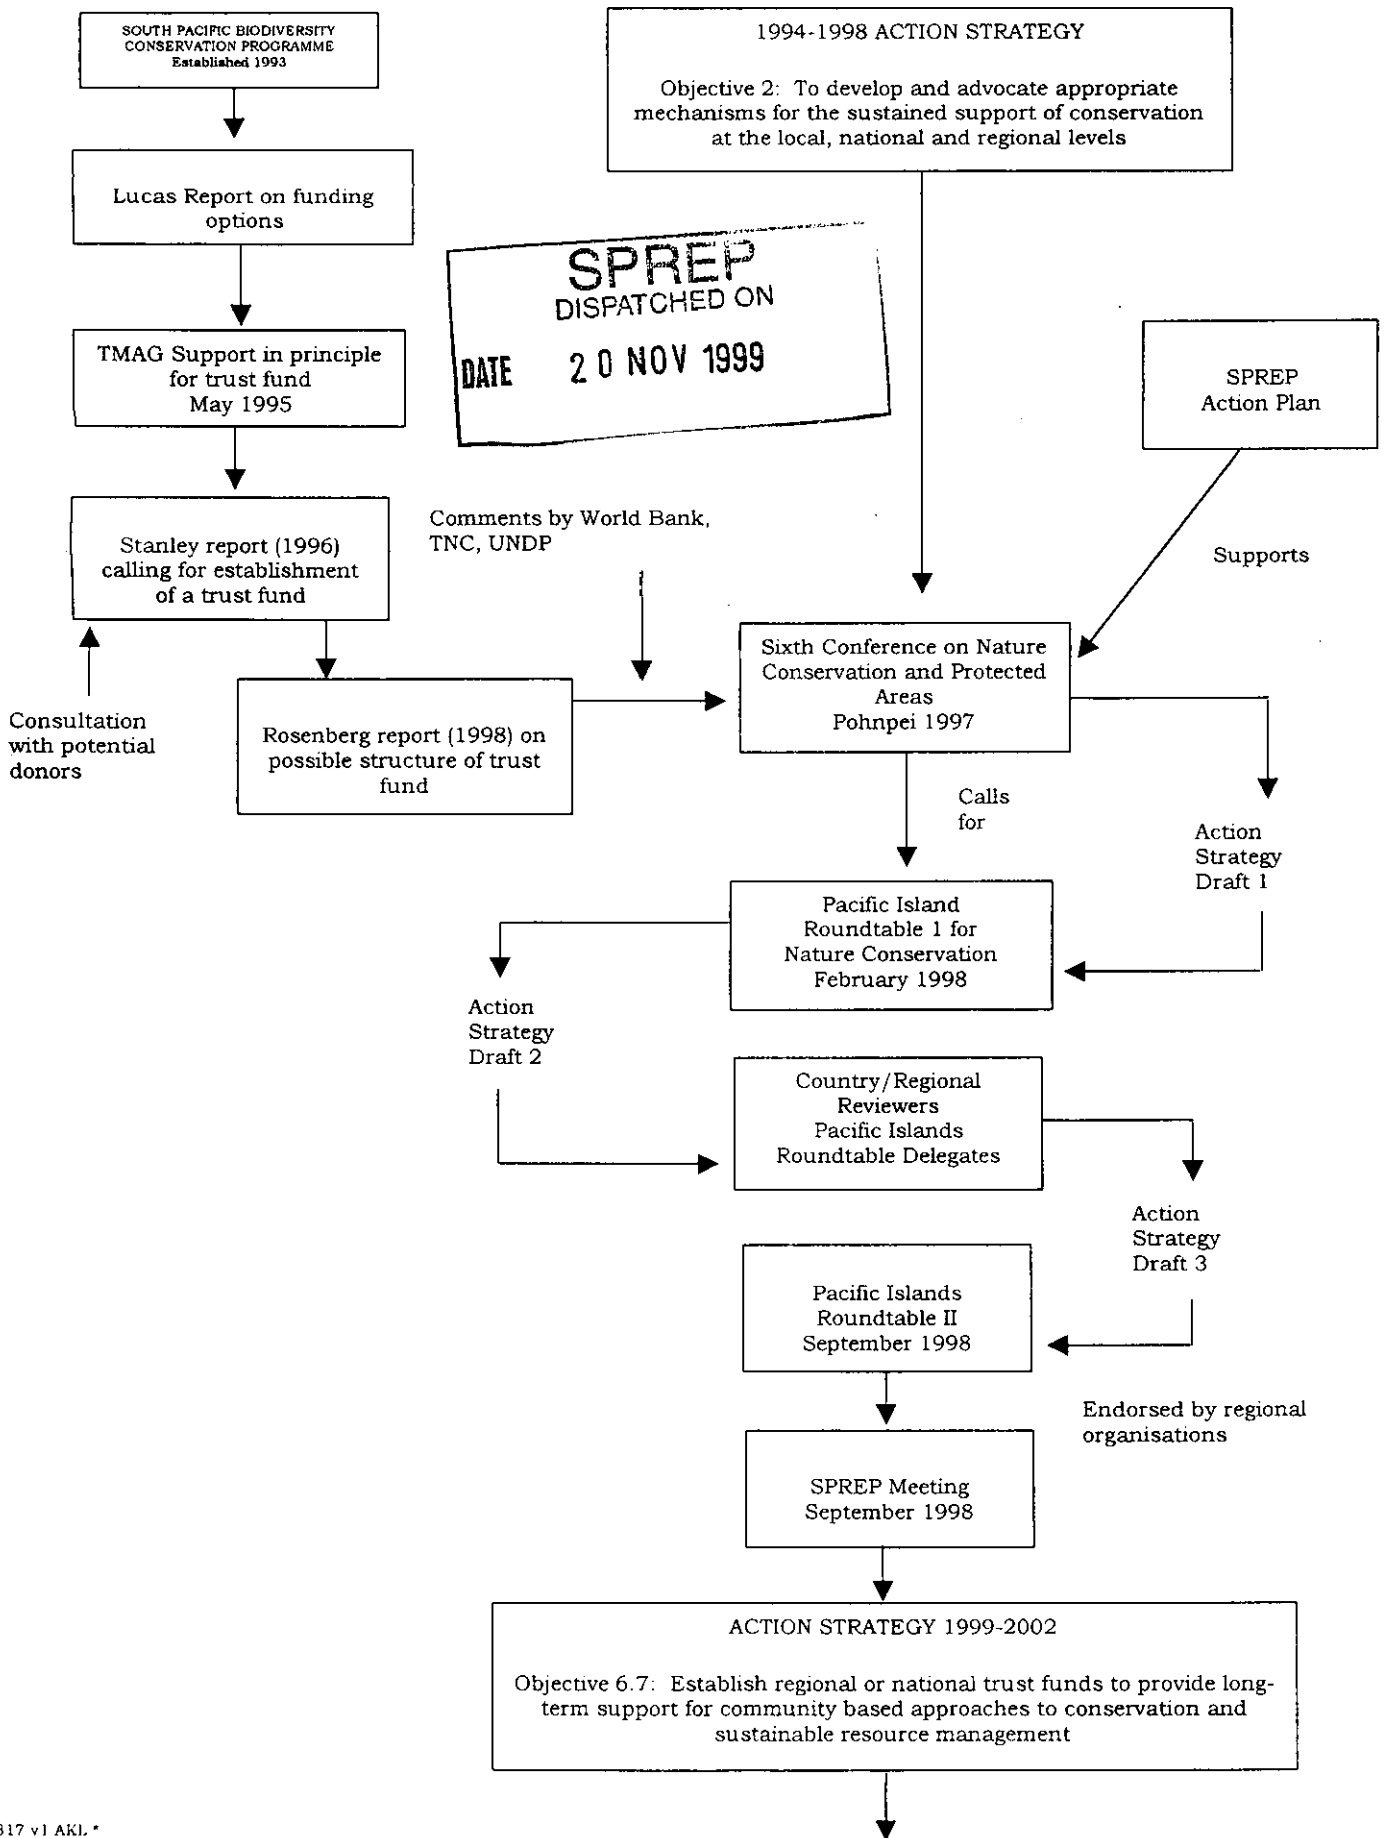 SOUTH PACIFIC BIODIVERSITY
CONSERVATION PROGRAMME
Established 1993
1994-1998 ACTION STRATEGY
Objective 2: To develop and advocate appropriate
mechanisms for the sustained support of conservation
at the local, national and regional levels
Lucas Report on funding
options
SPREP
DISPATCHED ON
DATE 20 NOV 1999
TMAG Support in principle
for trust fund
May 1995
SPREP
Action Plan
Stanley report (1996)
calling for establishment
of a trust fund
Comments by World Bank,
TNC, UNDP
Supports
Consultation
with potential
donors
Rosenberg report (1998) on
possible structure of trust
fund
Sixth Conference on Nature
Conservation and Protected
Areas
Pohnpei 1997
Calls
for
Action
Strategy
Draft 1
Pacific Island
Roundtable 1 for
Nature Conservation
February 1998
Action
Strategy
Draft 2
Country/Regional
Reviewers
Pacific Islands
Roundtable Delegates
Action
Strategy
Draft 3
Pacific Islands
Roundtable II
September 1998
Endorsed by regional
organisations
SPREP Meeting
September 1998
ACTION STRATEGY 1999-2002
Objective 6.7: Establish regional or national trust funds to provide long-
term support for community based approaches to conservation and
sustainable resource management
317 v1 AKL *